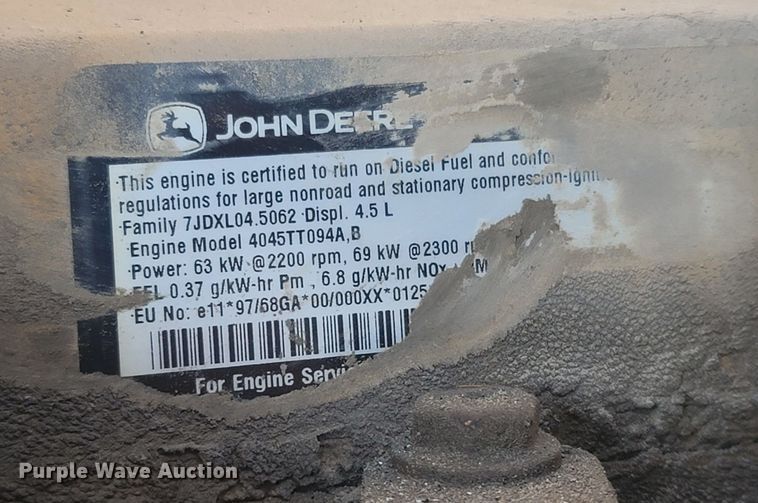 JOHN DEERE
This engine is certified to run on Diesel Fuel and confo
regulations for large nonroad and stationary compression-igni
Family 7JDXL04.5062 Displ. 4.5 L
Engine Model 4045TT094A,B
Power: 63 kW @2200 rpm, 69 kW @2300
FEL 0.37 g/kW-hr Pm , 6.8 g/kW-hr NOx
EU No: e11*97/68GA*00/000XX*0125
For Engine Serv
Purple Wave Auction